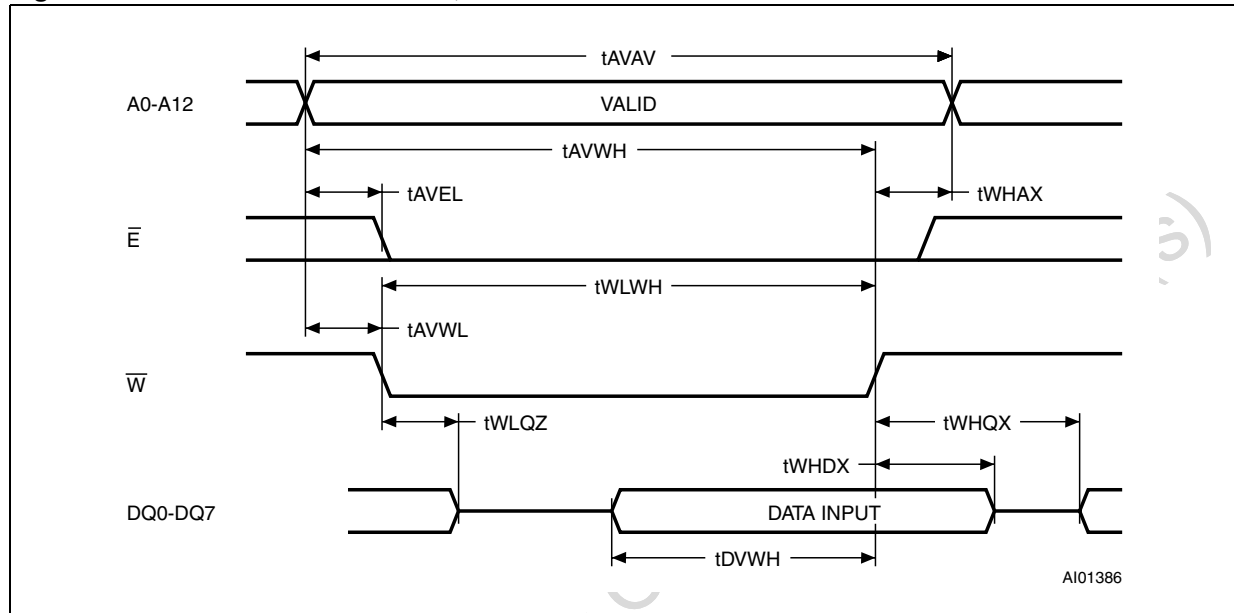 tAVAV
A0-A12
VALID
tAVWH
tAVEL
tWHAX
E̅
tWLWH
tAVWL
W̅
tWLQZ
tWHQX
tWHDX
DQ0-DQ7
DATA INPUT
tDVWH
AI01386
s)